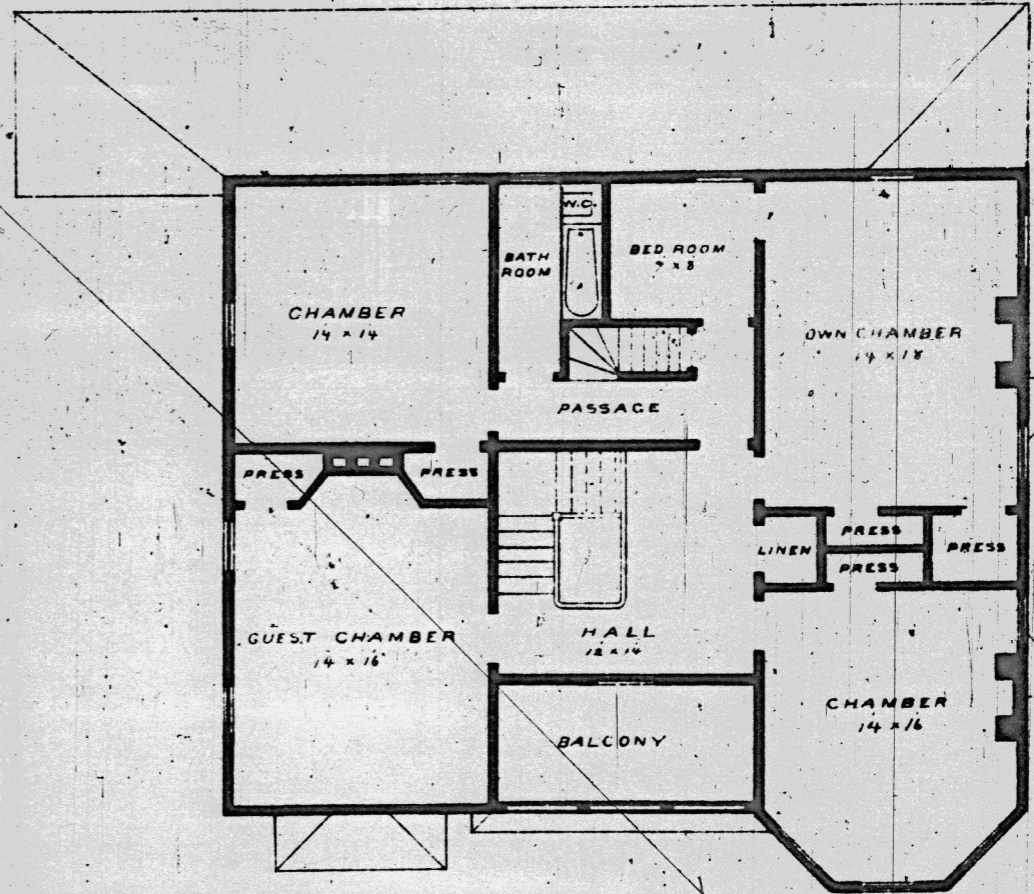 W.C.
BATH
ROOM
BED ROOM
7 x 8
CHAMBER
14 x 14
OWN CHAMBER
14 x 18
PASSAGE
PRESS
PRESS
LINEN
PRESS
PRESS
PRESS
GUEST CHAMBER
14 x 16
HALL
12 x 14
CHAMBER
14 x 16
BALCONY